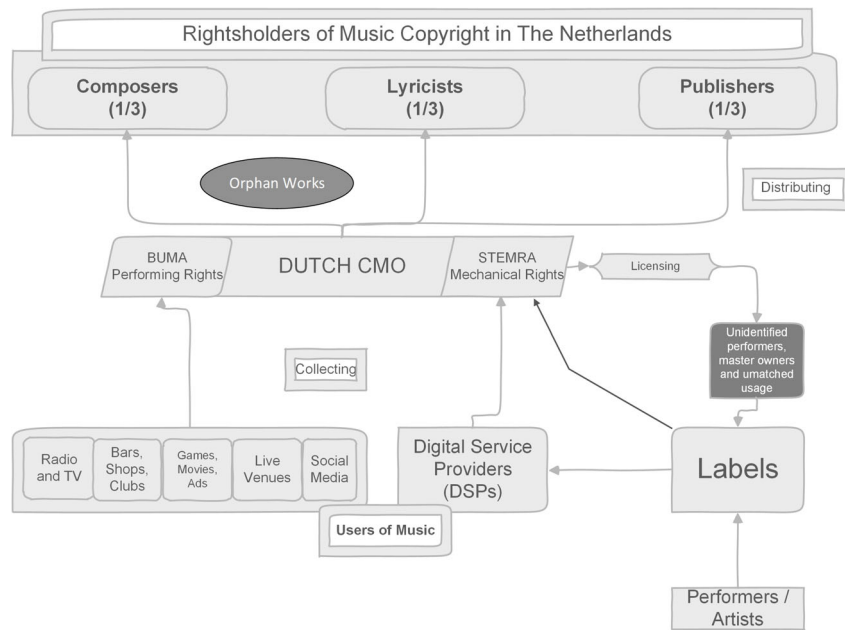 Rightsholders of Music Copyright in The Netherlands
Composers
(1/3)
Lyricists
(1/3)
Publishers
(1/3)
Orphan Works
Distributing
BUMA
Performing Rights
DUTCH CMO
STEMRA
Mechanical Rights
Licensing
Unidentified
performers,
master owners
and umatched
usage
Collecting
Radio
and TV
Bars,
Shops,
Clubs
Games,
Movies,
Ads
Live
Venues
Social
Media
Digital Service
Providers
(DSPs)
Labels
Users of Music
Performers /
Artists